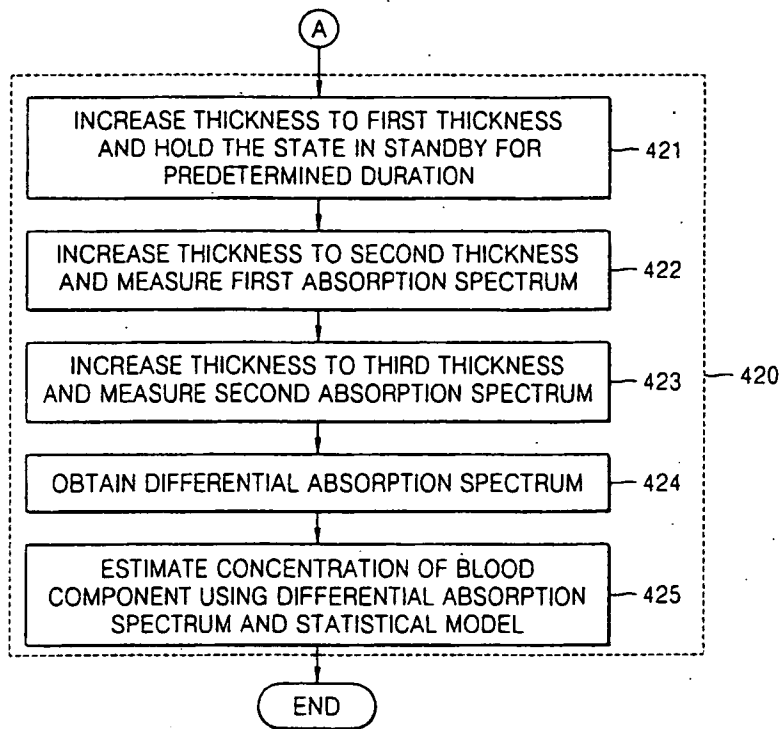 A
INCREASE THICKNESS TO FIRST THICKNESS
AND HOLD THE STATE IN STANDBY FOR
PREDETERMINED DURATION
421
INCREASE THICKNESS TO SECOND THICKNESS
AND MEASURE FIRST ABSORPTION SPECTRUM
422
INCREASE THICKNESS TO THIRD THICKNESS
AND MEASURE SECOND ABSORPTION SPECTRUM
423
420
OBTAIN DIFFERENTIAL ABSORPTION SPECTRUM
424
ESTIMATE CONCENTRATION OF BLOOD
COMPONENT USING DIFFERENTIAL ABSORPTION
SPECTRUM AND STATISTICAL MODEL
425
END